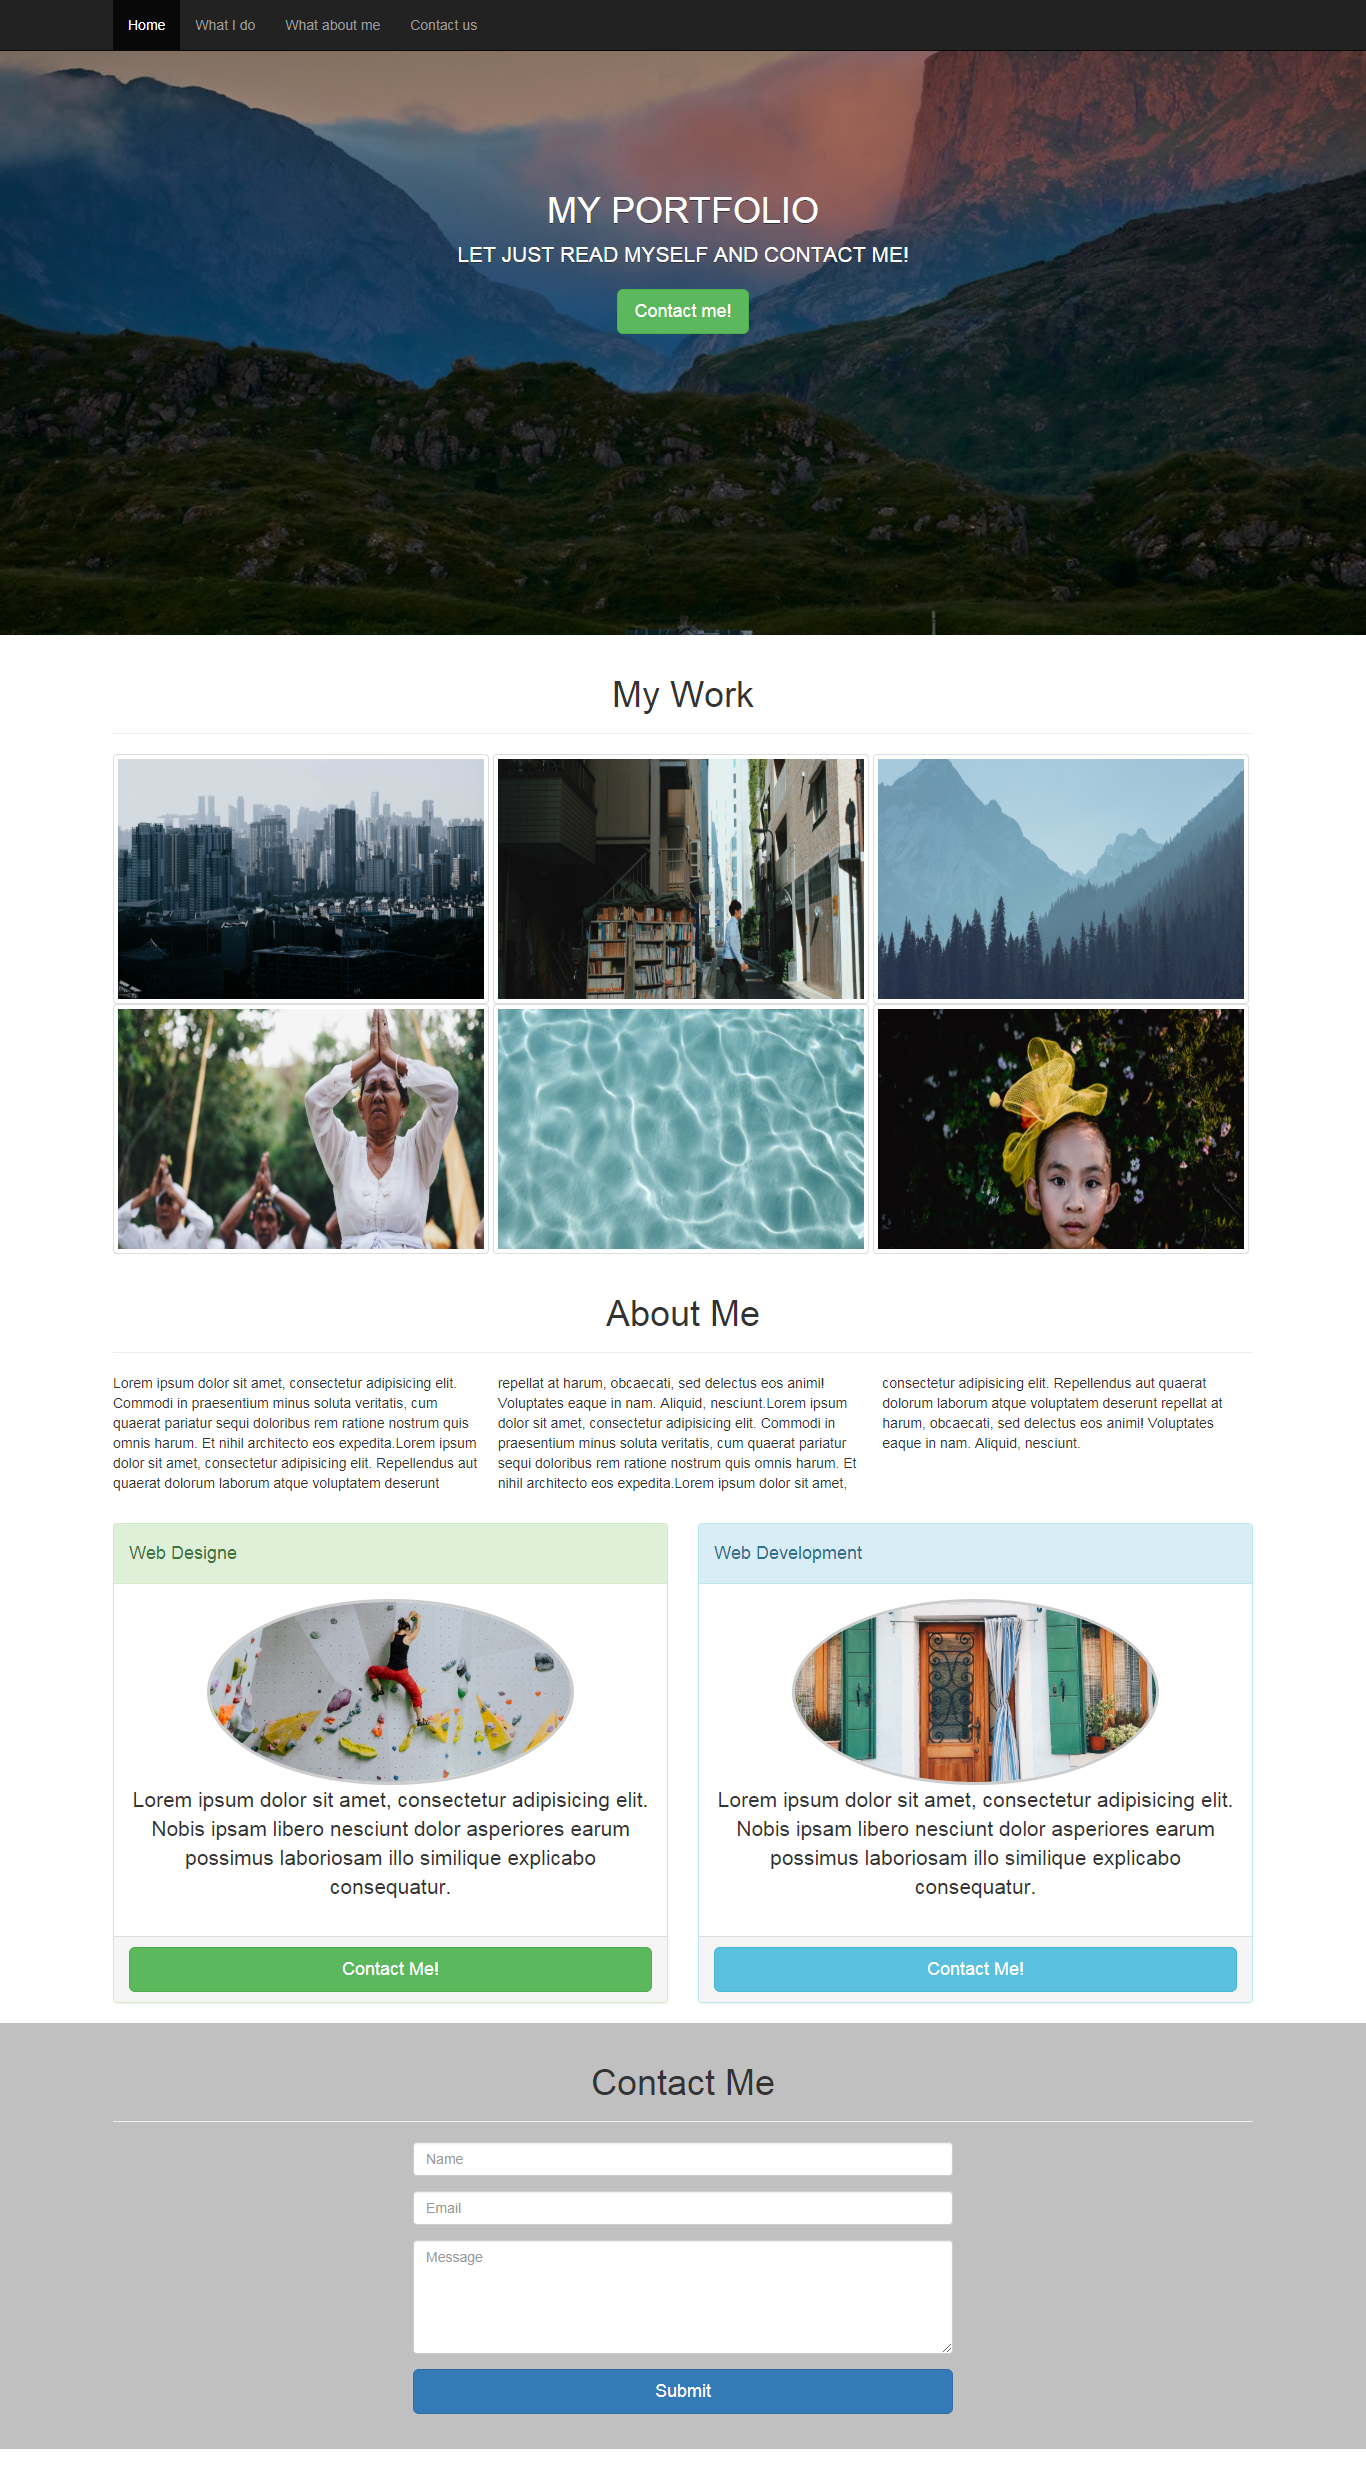 Home What I do What about me Contact us
MY PORTFOLIO
LET JUST READ MYSELF AND CONTACT ME!
Contact me!
My Work
About Me
Lorem ipsum dolor sit amet, consectetur adipisicing elit.
Commodi in praesentium minus soluta veritatis, cum
quaerat pariatur sequi doloribus rem ratione nostrum quis
omnis harum. Et nihil architecto eos expedita.Lorem ipsum
dolor sit amet, consectetur adipisicing elit. Repellendus aut
quaerat dolorum laborum atque voluptatem deserunt
repellat at harum, obcaecati, sed delectus eos animi!
Voluptates eaque in nam. Aliquid, nesciunt.Lorem ipsum
dolor sit amet, consectetur adipisicing elit. Commodi in
praesentium minus soluta veritatis, cum quaerat pariatur
sequi doloribus rem ratione nostrum quis omnis harum. Et
nihil architecto eos expedita.Lorem ipsum dolor sit amet,
consectetur adipisicing elit. Repellendus aut quaerat
dolorum laborum atque voluptatem deserunt repellat at
harum, obcaecati, sed delectus eos animi! Voluptates
eaque in nam. Aliquid, nesciunt.
Web Designe
Lorem ipsum dolor sit amet, consectetur adipisicing elit.
Nobis ipsam libero nesciunt dolor asperiores earum
possimus laboriosam illo similique explicabo
consequatur.
Contact Me!
Web Development
Lorem ipsum dolor sit amet, consectetur adipisicing elit.
Nobis ipsam libero nesciunt dolor asperiores earum
possimus laboriosam illo similique explicabo
consequatur.
Contact Me!
Contact Me
Name
Email
Message
Submit